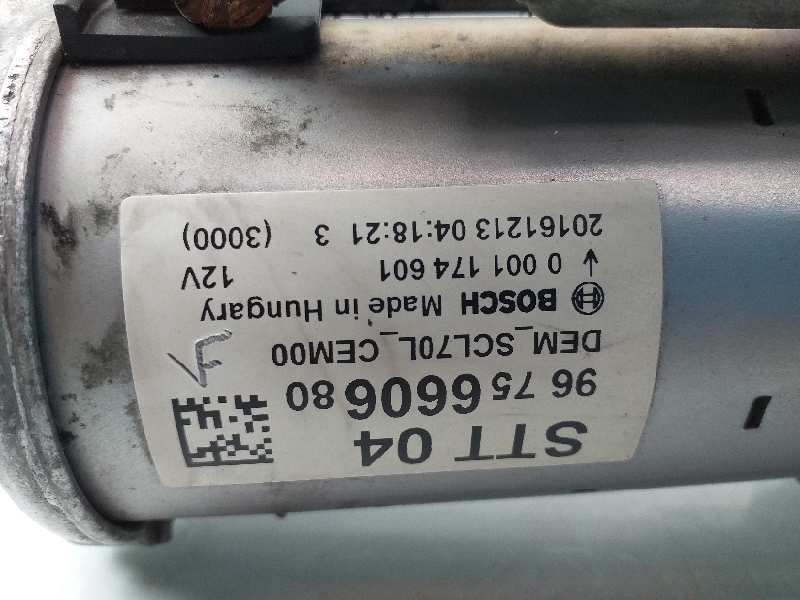 STT 04
96 75 6606 80
DEM_SCL70L_CEM00
BOSCH Made in Hungary
0 001 174 601 12V
20161213 04:18:21 3 (3000)